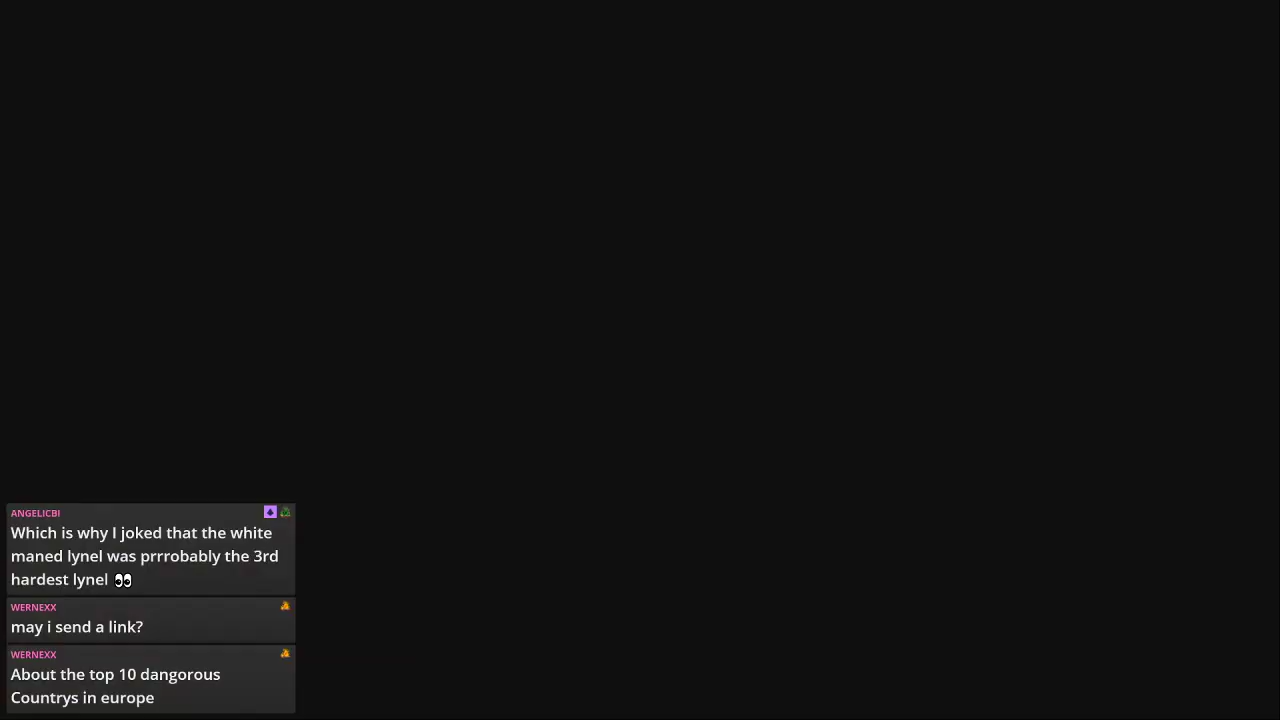 ANGELICBI
Which is why I joked that the white
maned lynel was prrrobably the 3rd
hardest lynel 👀
WERNEXX
may i send a link?
WERNEXX
About the top 10 dangorous
Countrys in europe